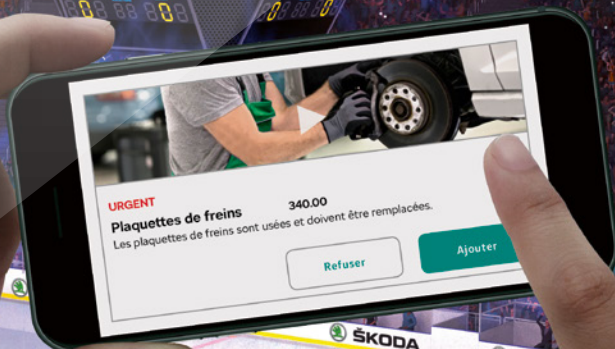 URGENT
Plaquettes de freins 340.00
Les plaquettes de freins sont usées et doivent être remplacées.
Refuser Ajouter
ŠKODA